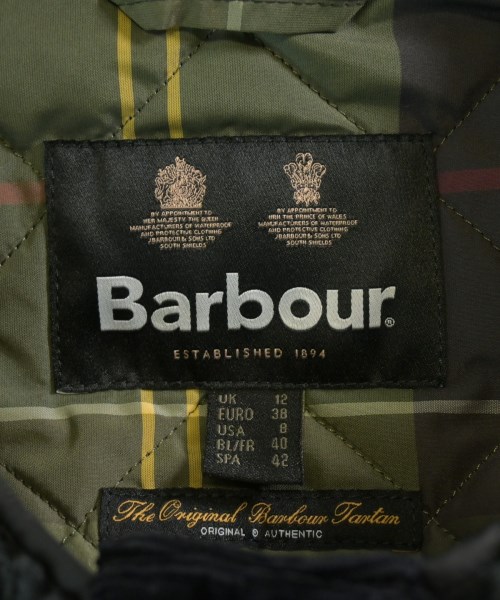 BY APPOINTMENT TO
HER MAJESTY THE QUEEN
MANUFACTURERS OF WATERPROOF
AND PROTECTIVE CLOTHING
J.BARBOUR & SONS LTD
SOUTH SHIELDS
BY APPOINTMENT TO
HRH THE PRINCE OF WALES
MANUFACTURERS OF WATERPROOF
AND PROTECTIVE CLOTHING
J.BARBOUR & SONS LTD
SOUTH SHIELDS
Barbour®
ESTABLISHED 1894
UK 12
EURO 38
USA 8
BL/FR 40
SPA 42
The Original Barbour Tartan
ORIGINAL & AUTHENTIC